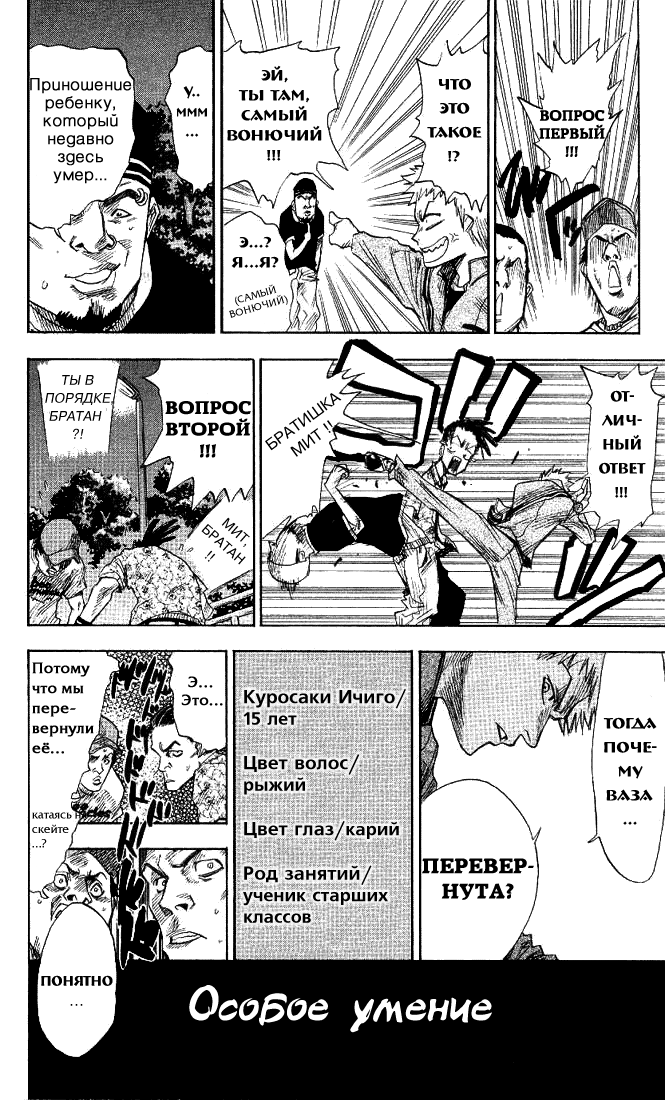 ВОПРОС
ПЕРВЫЙ
!!!
ЧТО
ЭТО
ТАКОЕ
!?
ЭЙ,
ТЫ ТАМ,
САМЫЙ
ВОНЮЧИЙ
!!!
Э...?
Я...Я?
(САМЫЙ
ВОНЮЧИЙ)
У..
МММ
...
Приношение
ребенку,
который
недавно
здесь
умер...
ОТ-
ЛИЧ-
НЫЙ
ОТВЕТ
!!!
БРАТИШКА
МИТ !!
ВОПРОС
ВТОРОЙ
!!!
ТЫ В
ПОРЯДКЕ,
БРАТАН
?!
МИТ,
БРАТАН
!!
ТОГДА
ПОЧЕ-
МУ
ВАЗА
...
ПЕРЕВЕР-
НУТА?
Куросаки Ичиго/
15 лет
Цвет волос/
рыжий
Цвет глаз/карий
Род занятий/
ученик старших
классов
Э...
Это...
Потому
что мы
пере-
вернули
её...
катаясь
скейте
...?
ПОНЯТНО
...
Особое умение